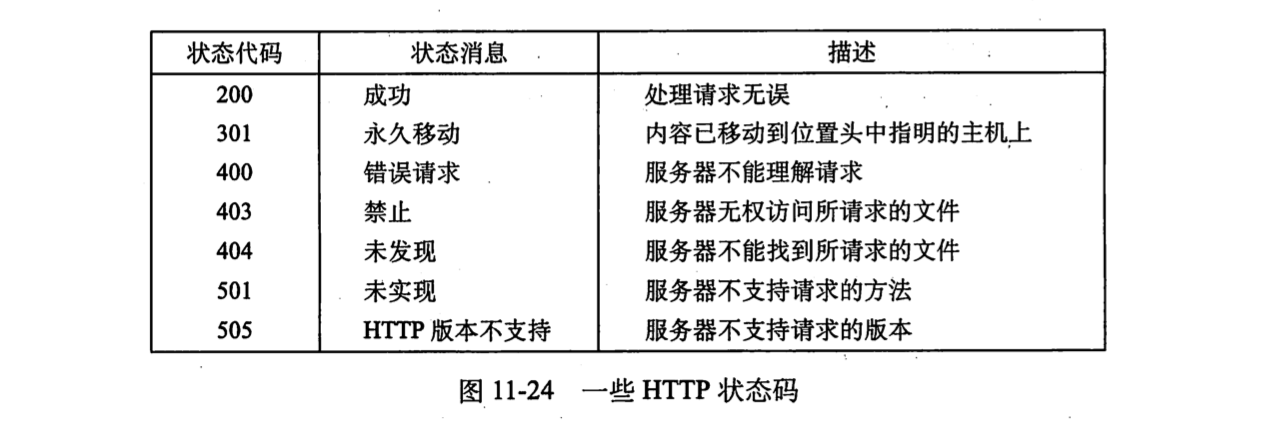 状态代码 状态消息 描述
200 成功 处理请求无误
301 永久移动 内容已移动到位置头中指明的主机上
400 错误请求 服务器不能理解请求
403 禁止 服务器无权访问所请求的文件
404 未发现 服务器不能找到所请求的文件
501 未实现 服务器不支持请求的方法
505 HTTP 版本不支持 服务器不支持请求的版本
图 11-24 一些 HTTP 状态码